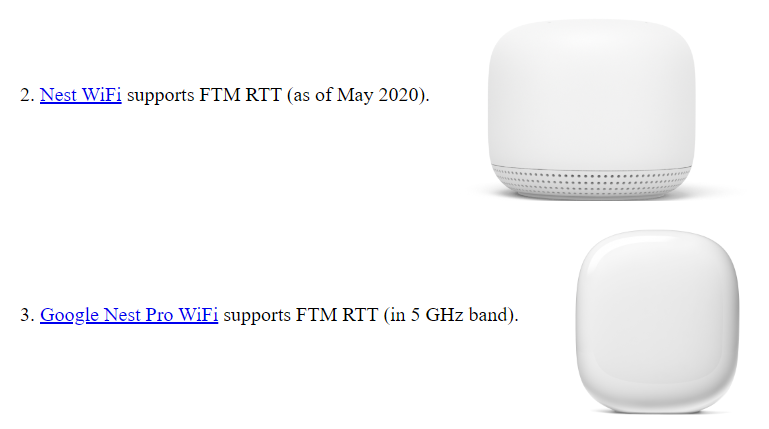 2. Nest WiFi supports FTM RTT (as of May 2020).
3. Google Nest Pro WiFi supports FTM RTT (in 5 GHz band).